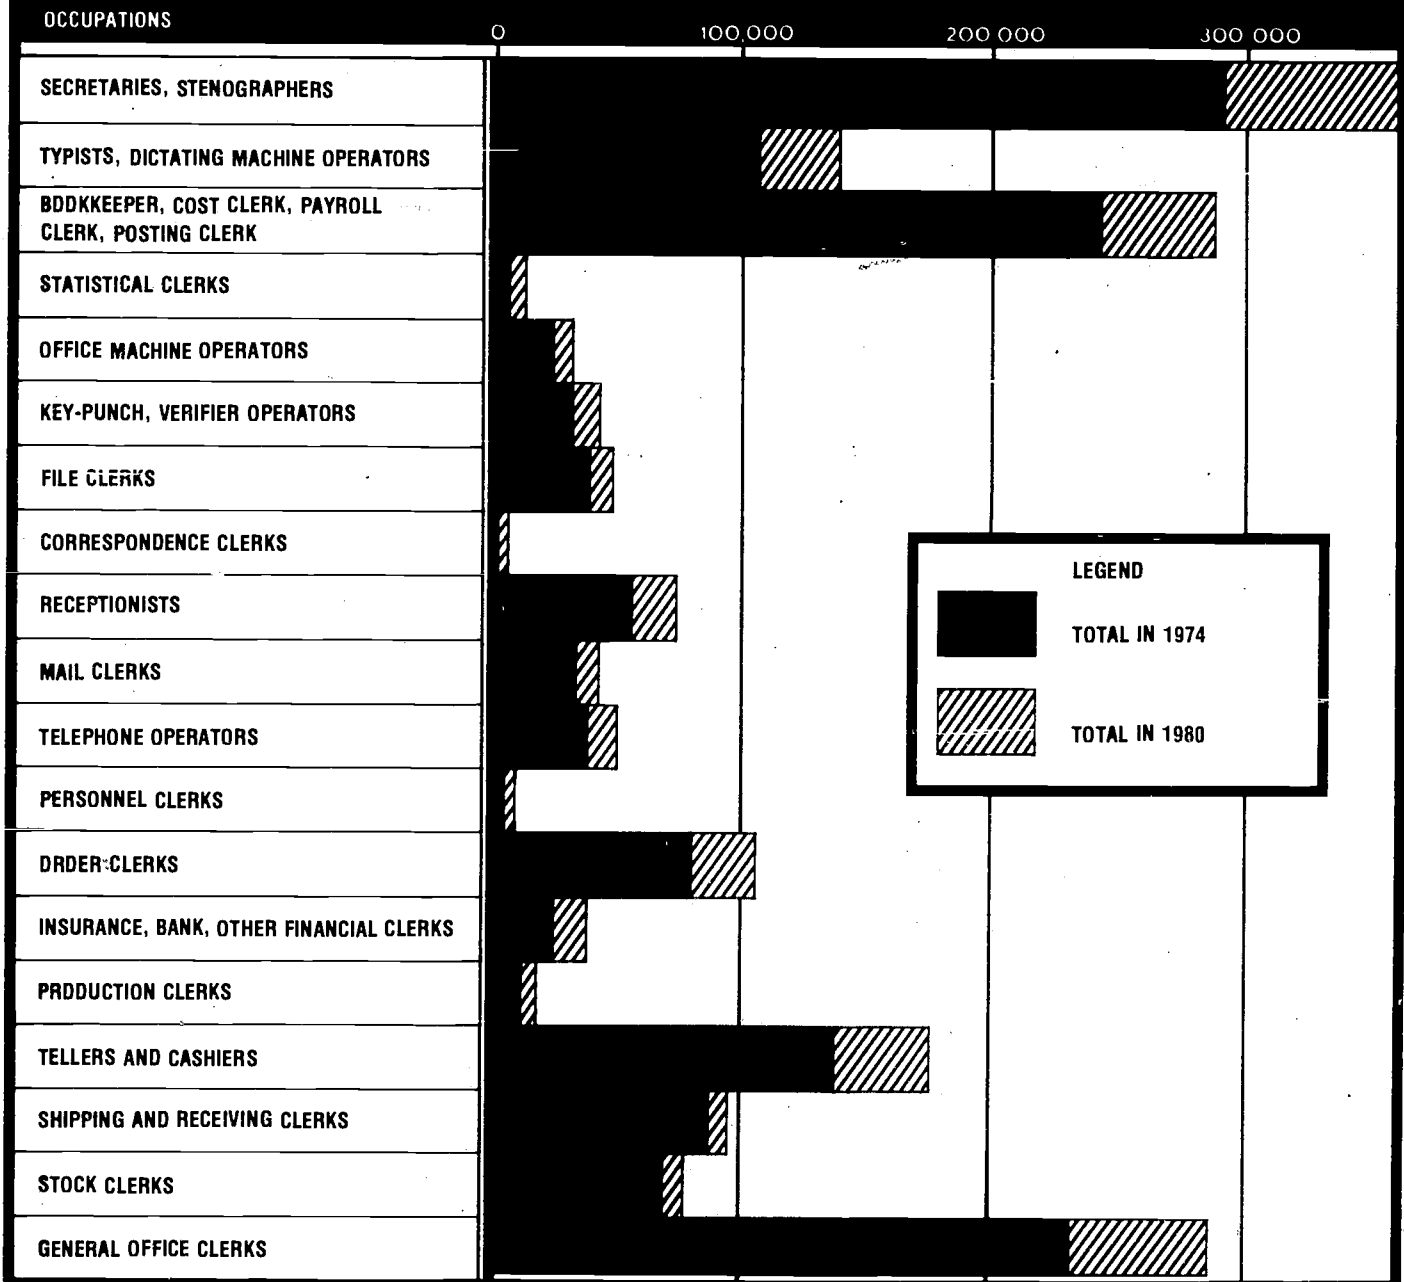 OCCUPATIONS
0 100,000 200 000 300 000
SECRETARIES, STENOGRAPHERS
TYPISTS, DICTATING MACHINE OPERATORS
BDDKKEEPER, COST CLERK, PAYROLL
CLERK, POSTING CLERK
STATISTICAL CLERKS
OFFICE MACHINE OPERATORS
KEY-PUNCH, VERIFIER OPERATORS
FILE CLERKS
CORRESPONDENCE CLERKS
RECEPTIONISTS
MAIL CLERKS
TELEPHONE OPERATORS
PERSONNEL CLERKS
DRDER CLERKS
INSURANCE, BANK, OTHER FINANCIAL CLERKS
PRDDUCTION CLERKS
TELLERS AND CASHIERS
SHIPPING AND RECEIVING CLERKS
STOCK CLERKS
GENERAL OFFICE CLERKS
LEGEND
TOTAL IN 1974
TOTAL IN 1980